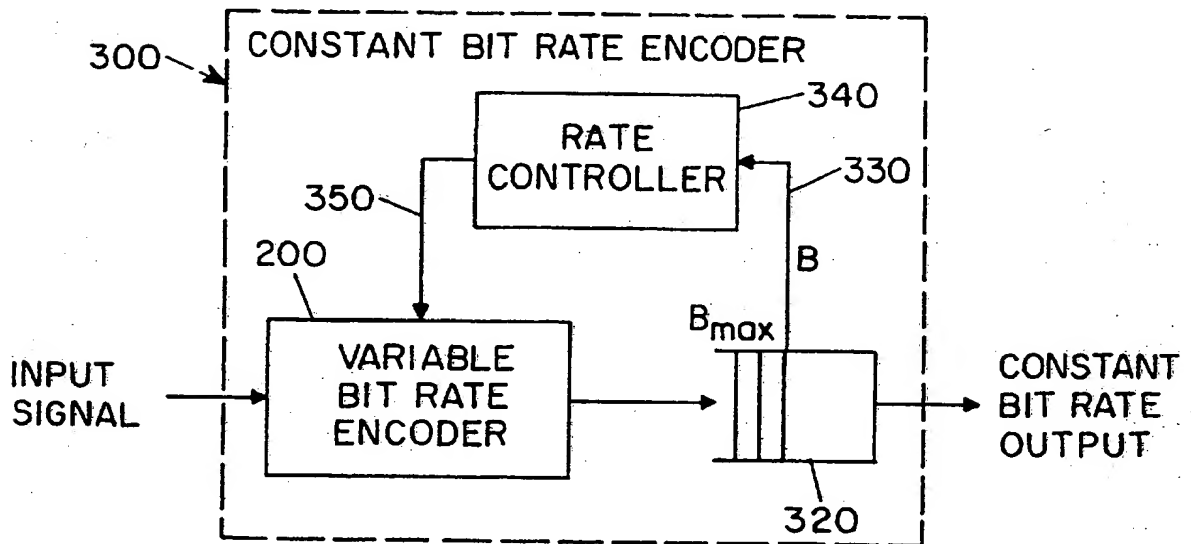 CONSTANT BIT RATE ENCODER
300
340
RATE
CONTROLLER
330
350
200
B
Bmax
VARIABLE
BIT RATE
ENCODER
INPUT
SIGNAL
CONSTANT
BIT RATE
OUTPUT
320